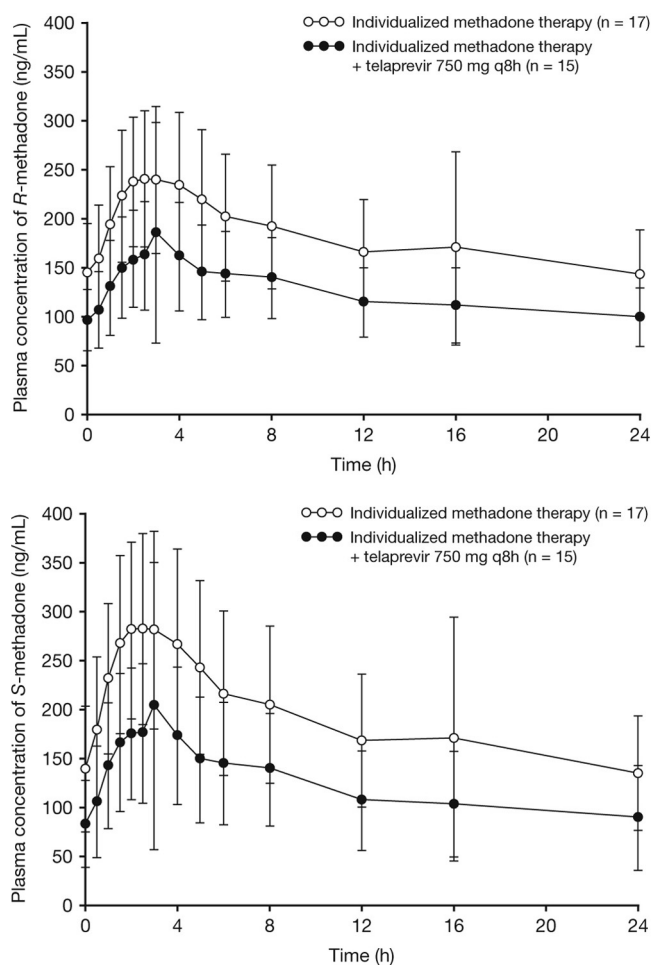 Individualized methadone therapy (n = 17)
Individualized methadone therapy
+ telaprevir 750 mg q8h (n = 15)
Plasma concentration of R-methadone (ng/mL)
400
350
300
250
200
150
100
50
0
0 4 8 12 16 20 24
Time (h)
Individualized methadone therapy (n = 17)
Individualized methadone therapy
+ telaprevir 750 mg q8h (n = 15)
Plasma concentration of S-methadone (ng/mL)
400
350
300
250
200
150
100
50
0
0 4 8 12 16 20 24
Time (h)